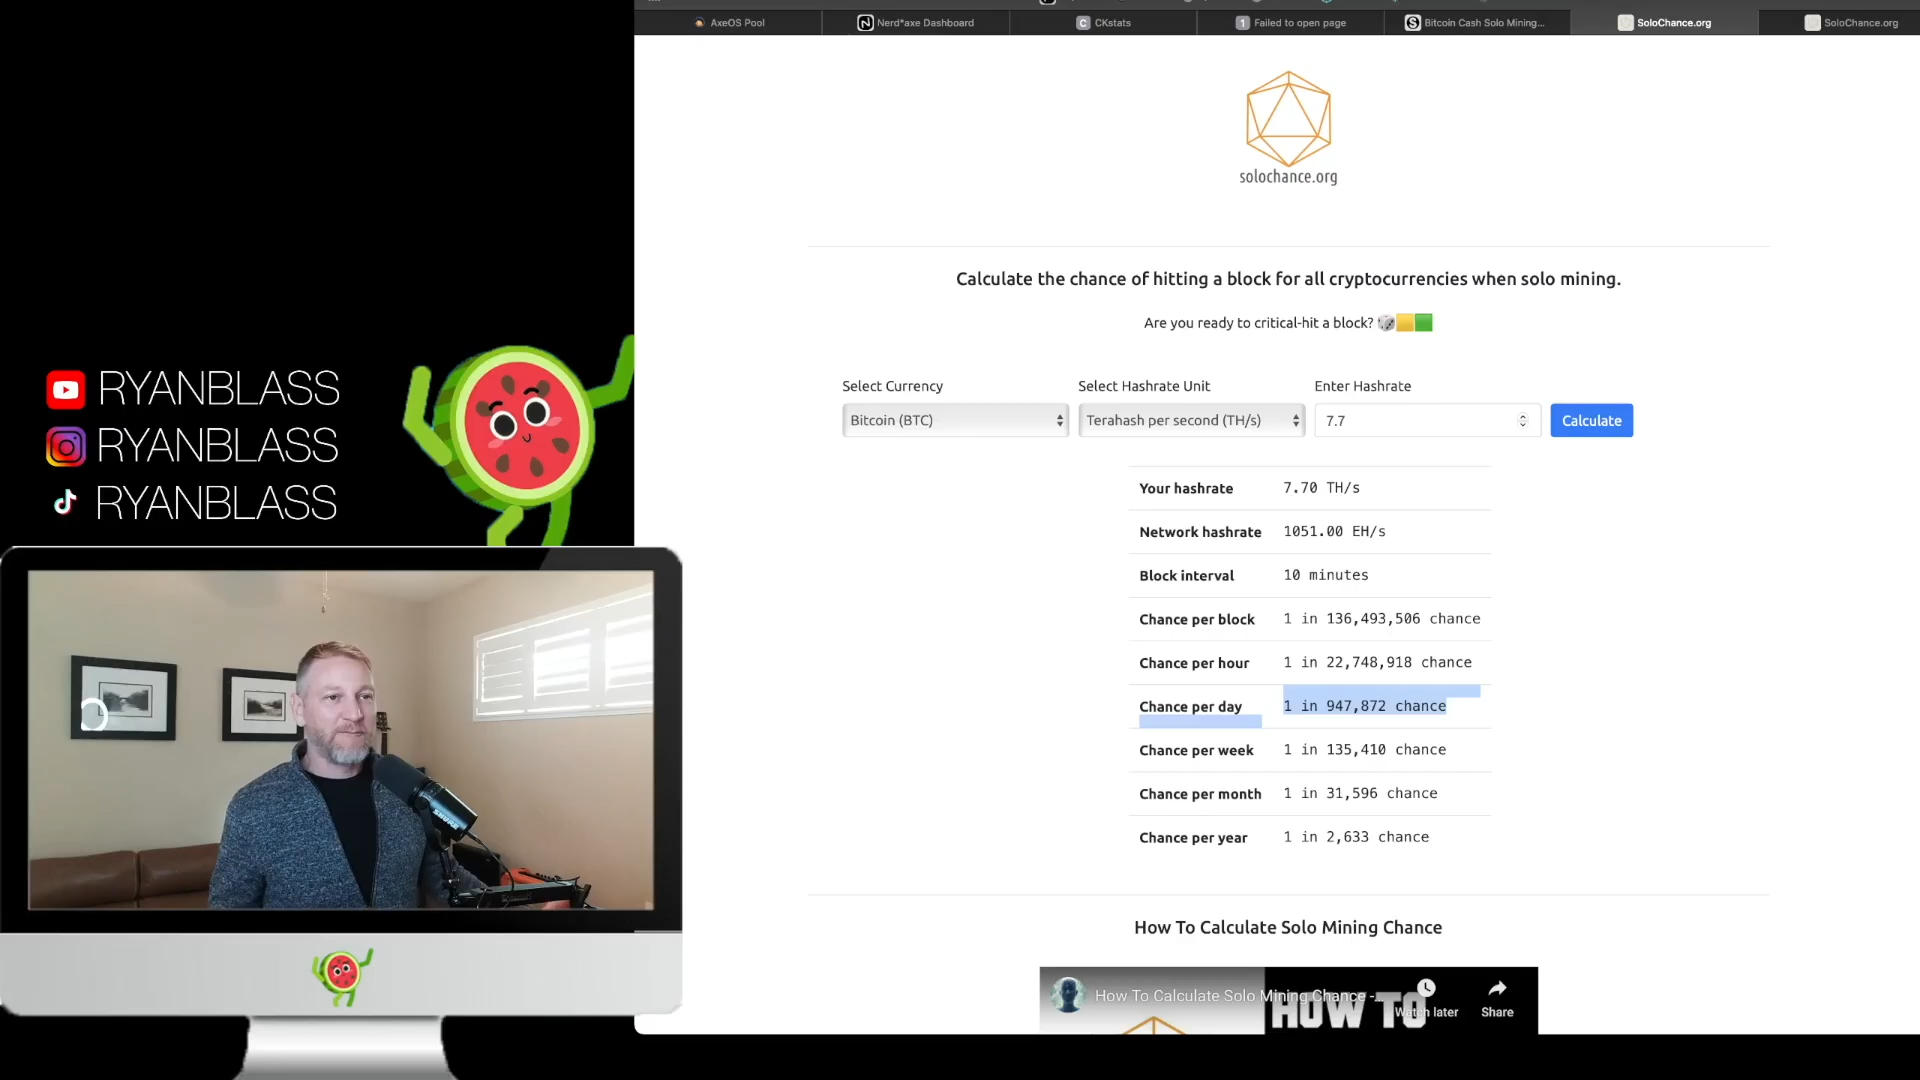 AxeOS Pool
Nerd*axe Dashboard
CKstats
Failed to open page
Bitcoin Cash Solo Mining...
SoloChance.org
SoloChance.org
solochance.org
Calculate the chance of hitting a block for all cryptocurrencies when solo mining.
Are you ready to critical-hit a block?
Select Currency
Select Hashrate Unit
Enter Hashrate
Bitcoin (BTC)
Terahash per second (TH/s)
7.7
Calculate
Your hashrate 7.70 TH/s
Network hashrate 1051.00 EH/s
Block interval 10 minutes
Chance per block 1 in 136,493,506 chance
Chance per hour 1 in 22,748,918 chance
Chance per day 1 in 947,872 chance
Chance per week 1 in 135,410 chance
Chance per month 1 in 31,596 chance
Chance per year 1 in 2,633 chance
How To Calculate Solo Mining Chance
How To Calculate Solo Mining Chance -...
HOW TO
Watch later
Share
RYANBLASS
RYANBLASS
RYANBLASS
SHURE